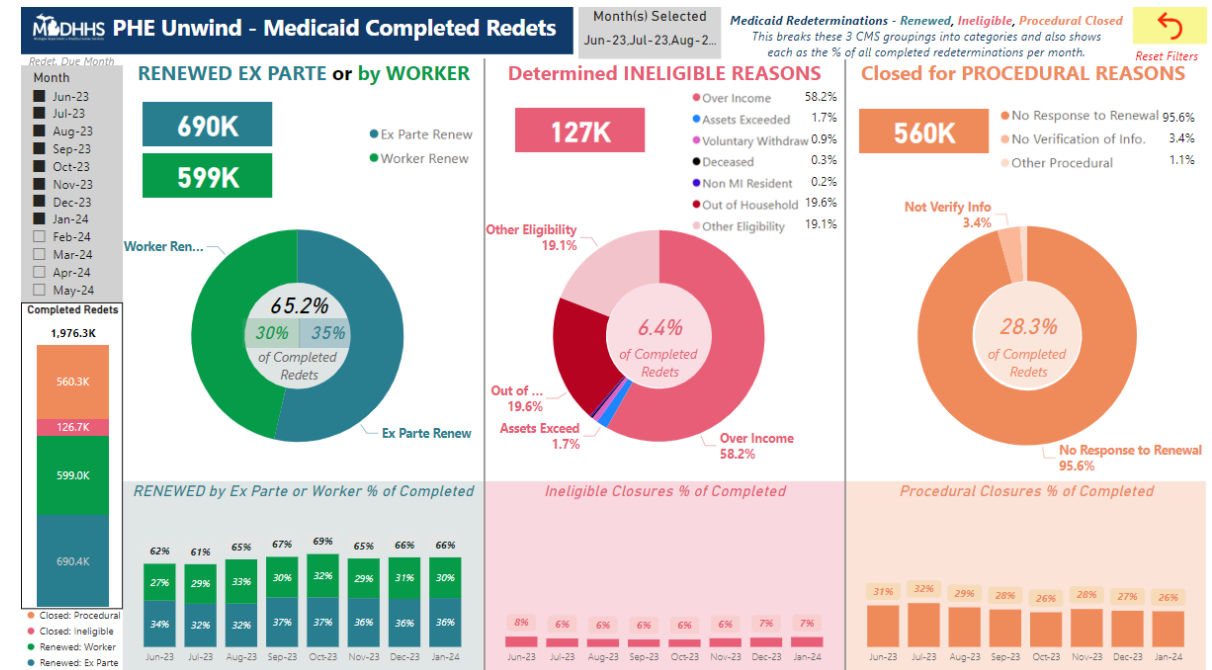 MDHHS PHE Unwind - Medicaid Completed Redets
Month(s) Selected
Jun-23,Jul-23,Aug-2...
Medicaid Redeterminations - Renewed, Ineligible, Procedural Closed
This breaks these 3 CMS groupings into categories and also shows
each as the % of all completed redeterminations per month.
Reset Filters
Redet. Due Month
Month
Jun-23
Jul-23
Aug-23
Sep-23
Oct-23
Nov-23
Dec-23
Jan-24
Feb-24
Mar-24
Apr-24
May-24
Completed Redets
1,976.3K
560.3K
126.7K
599.0K
690.4K
Closed: Procedural
Closed: Ineligible
Renewed: Worker
Renewed: Ex Parte
RENEWED EX PARTE or by WORKER
690K
599K
Ex Parte Renew
Worker Renew
Worker Ren...
65.2%
30% 35%
of Completed
Redets
Ex Parte Renew
RENEWED by Ex Parte or Worker % of Completed
62% 61% 65% 67% 69% 65% 66% 66%
27% 29% 33% 30% 32% 29% 31% 30%
34% 32% 32% 37% 37% 36% 36% 36%
Jun-23 Jul-23 Aug-23 Sep-23 Oct-23 Nov-23 Dec-23 Jan-24
Determined INELIGIBLE REASONS
127K
Over Income 58.2%
Assets Exceeded 1.7%
Voluntary Withdraw 0.9%
Deceased 0.3%
Non MI Resident 0.2%
Out of Household 19.6%
Other Eligibility 19.1%
Other Eligibility
19.1%
6.4%
of Completed
Redets
Out of ...
19.6%
Assets Exceed
1.7%
Over Income
58.2%
Ineligible Closures % of Completed
8% 6% 6% 6% 6% 6% 7% 7%
Jun-23 Jul-23 Aug-23 Sep-23 Oct-23 Nov-23 Dec-23 Jan-24
Closed for PROCEDURAL REASONS
560K
No Response to Renewal 95.6%
No Verification of Info. 3.4%
Other Procedural 1.1%
Not Verify Info
3.4%
28.3%
of Completed
Redets
No Response to Renewal
95.6%
Procedural Closures % of Completed
31% 32% 29% 28% 26% 28% 27% 26%
Jun-23 Jul-23 Aug-23 Sep-23 Oct-23 Nov-23 Dec-23 Jan-24